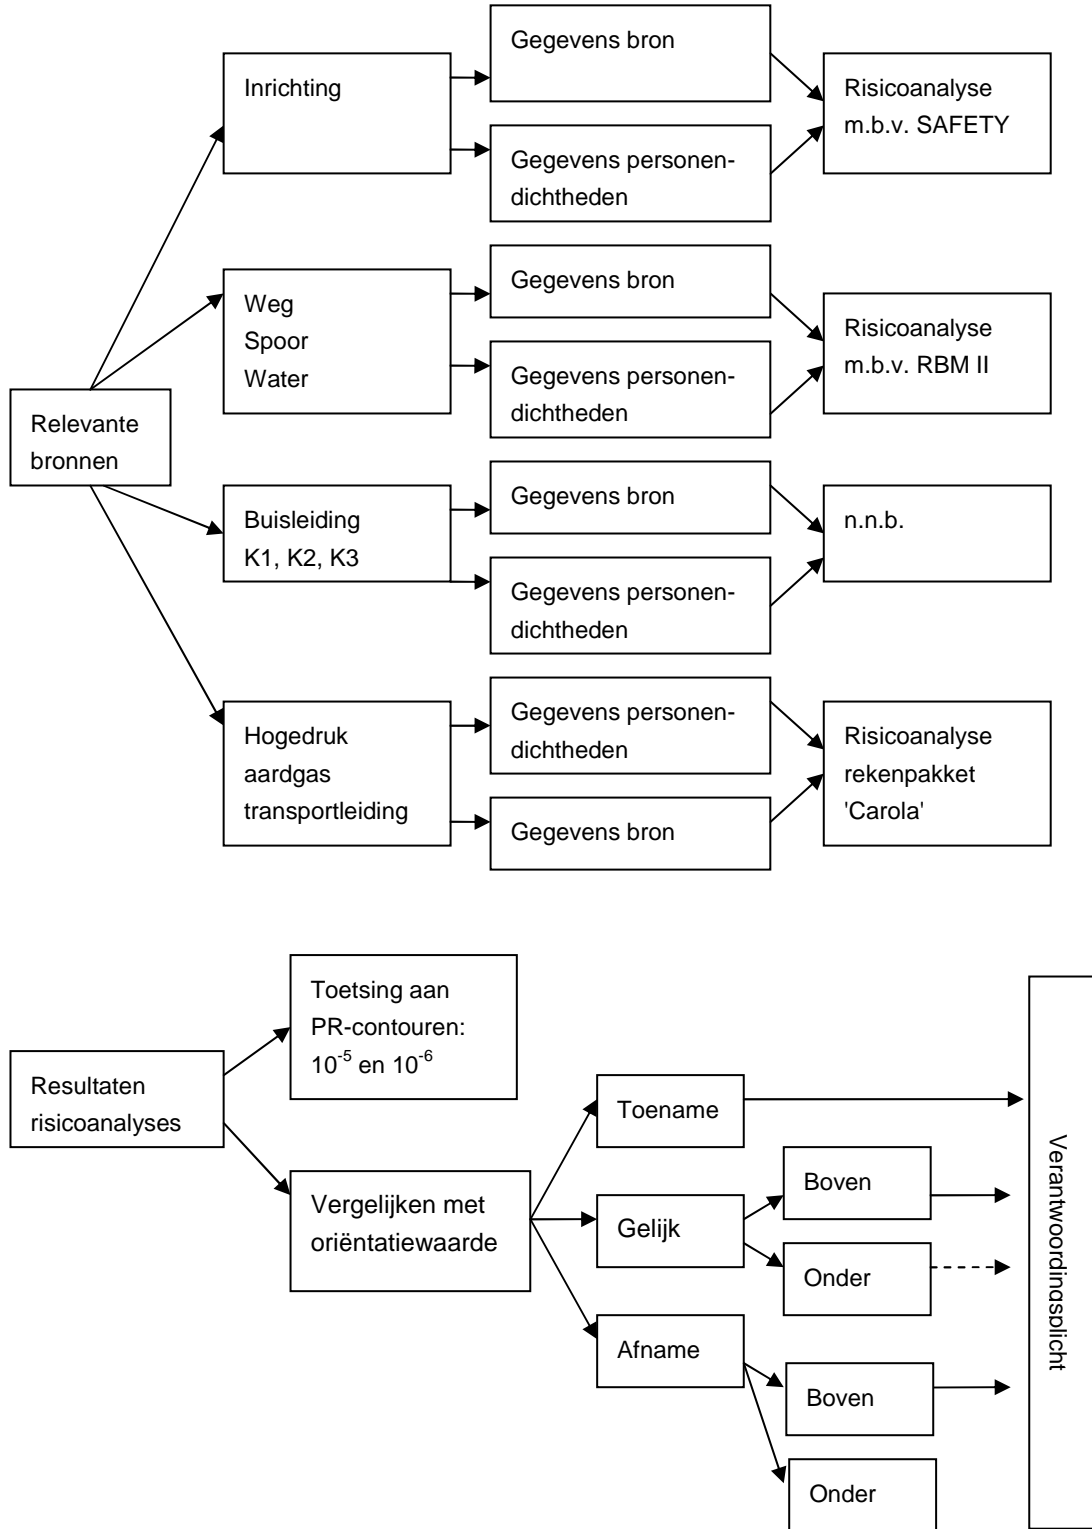 Gegevens bron
Inrichting
Risicoanalyse
m.b.v. SAFETY
Gegevens personen-
dichtheden
Gegevens bron
Weg
Spoor
Water
Risicoanalyse
m.b.v. RBM II
Gegevens personen-
dichtheden
Relevante
bronnen
Gegevens bron
Buisleiding
K1, K2, K3
n.n.b.
Gegevens personen-
dichtheden
Gegevens personen-
dichtheden
Hogedruk
aardgas
transportleiding
Risicoanalyse
rekenpakket
'Carola'
Gegevens bron
Toetsing aan
PR-contouren:
10⁻⁵ en 10⁻⁶
Resultaten
risicoanalyses
Toename
Vergelijken met
oriëntatiewaarde
Boven
Gelijk
Onder
Afname
Boven
Onder
Verantwoordingsplicht